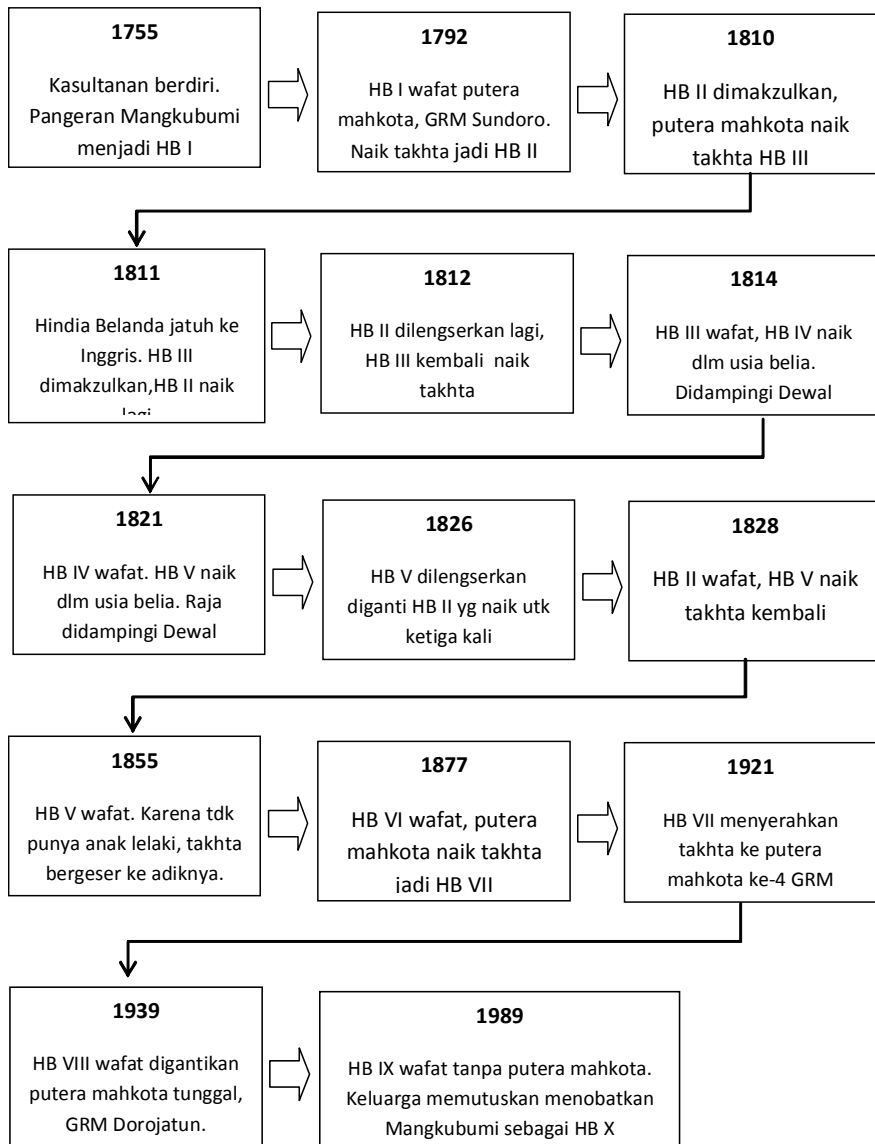 1755
Kasultanan berdiri.
Pangeran Mangkubumi
menjadi HB I
1792
HB I wafat putera
mahkota, GRM Sundoro.
Naik takhta jadi HB II
1810
HB II dimakzulkan,
putera mahkota naik
takhta HB III
1811
Hindia Belanda jatuh ke
Inggris. HB III
dimakzulkan,HB II naik
lagi
1812
HB II dilengserkan lagi,
HB III kembali naik
takhta
1814
HB III wafat, HB IV naik
dlm usia belia.
Didampingi Dewal
1821
HB IV wafat. HB V naik
dlm usia belia. Raja
didampingi Dewal
1826
HB V dilengserkan
diganti HB II yg naik utk
ketiga kali
1828
HB II wafat, HB V naik
takhta kembali
1855
HB V wafat. Karena tdk
punya anak lelaki, takhta
bergeser ke adiknya.
1877
HB VI wafat, putera
mahkota naik takhta
jadi HB VII
1921
HB VII menyerahkan
takhta ke putera
mahkota ke-4 GRM
1939
HB VIII wafat digantikan
putera mahkota tunggal,
GRM Dorojatun.
1989
HB IX wafat tanpa putera mahkota.
Keluarga memutuskan menobatkan
Mangkubumi sebagai HB X